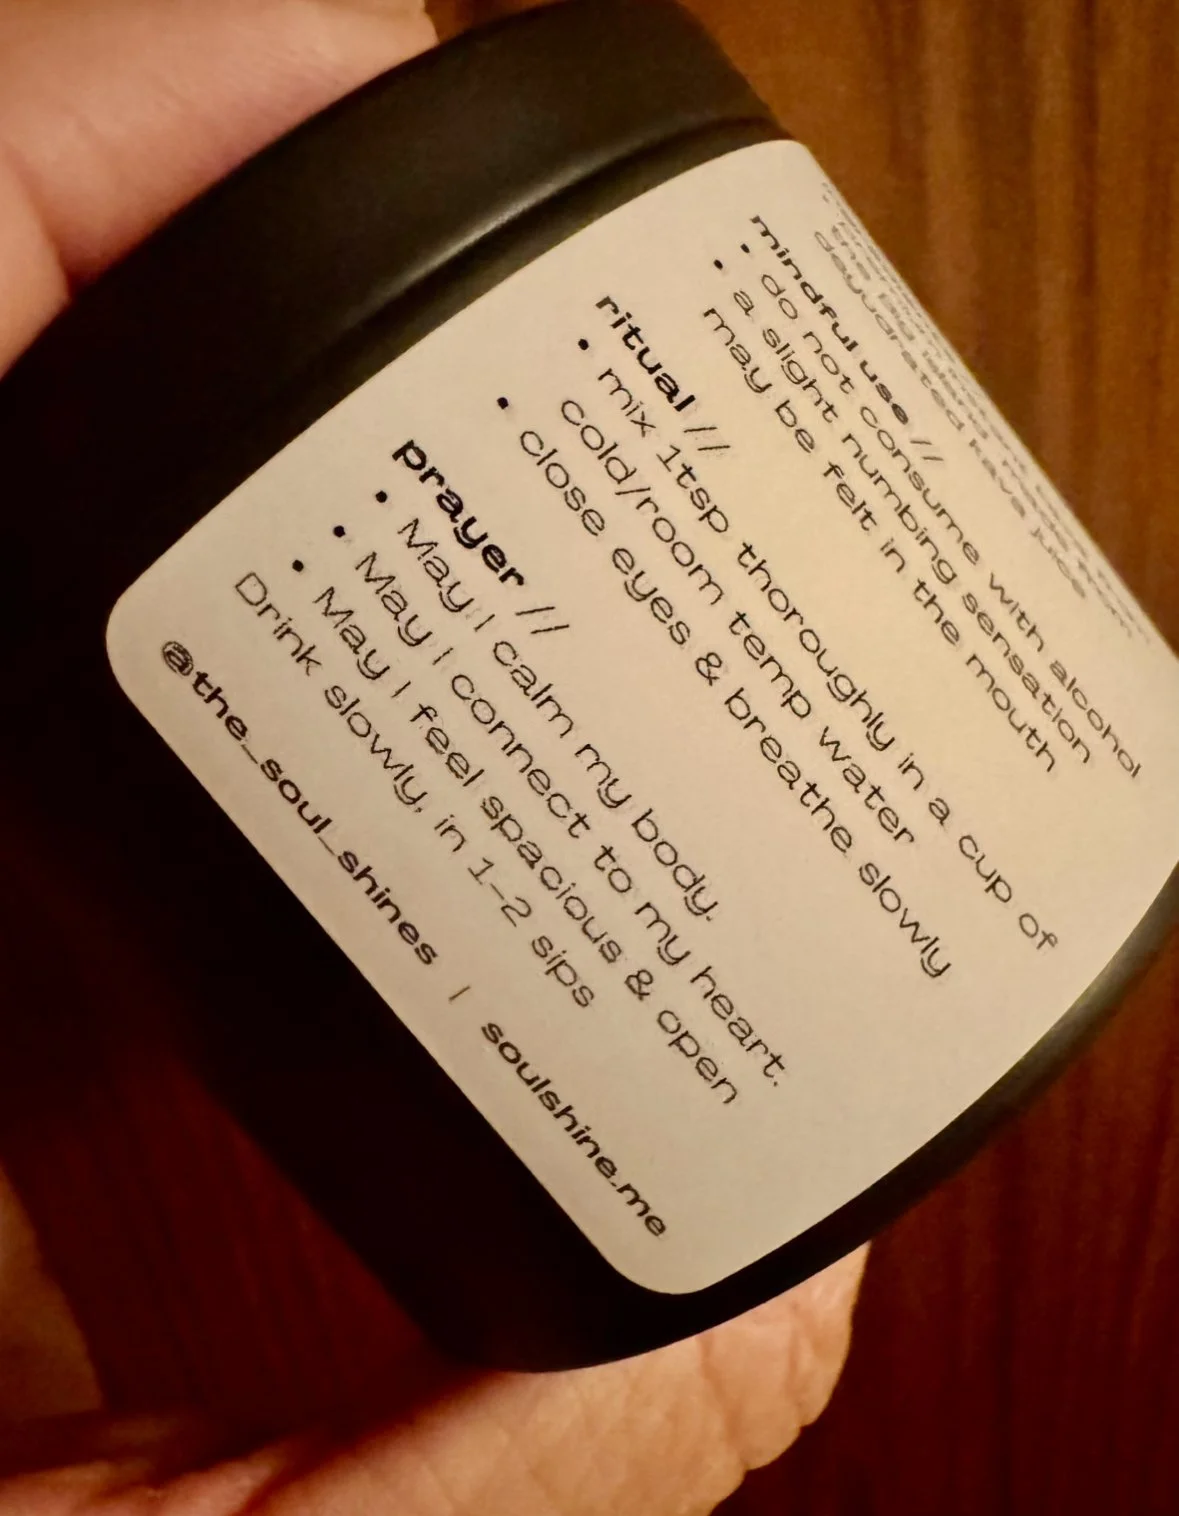 the Big Island
dehydrated kava juice
mindful use //
• do not consume with alcohol
• a slight numbing sensation
may be felt in the mouth
ritual //
• mix 1tsp thoroughly in a cup of
cold/room temp water
• close eyes & breathe slowly
prayer //
• May I calm my body.
• May I connect to my heart.
• May I feel spacious & open
Drink slowly, in 1-2 sips
@the_soul_shines | soulshine.me